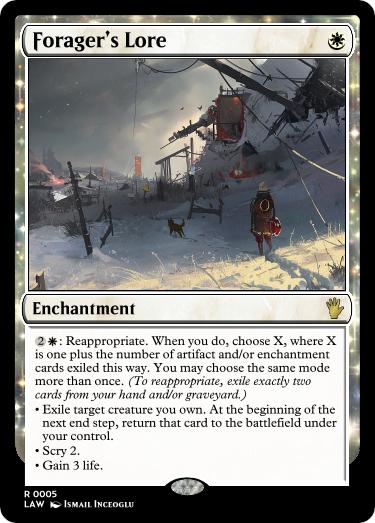 Forager's Lore
Enchantment
2: Reappropriate. When you do, choose X, where X
is one plus the number of artifact and/or enchantment
cards exiled this way. You may choose the same mode
more than once. (To reappropriate, exile exactly two
cards from your hand and/or graveyard.)
• Exile target creature you own. At the beginning of the
next end step, return that card to the battlefield under
your control.
• Scry 2.
• Gain 3 life.
R 0005
LAW Ismail Inceoglu